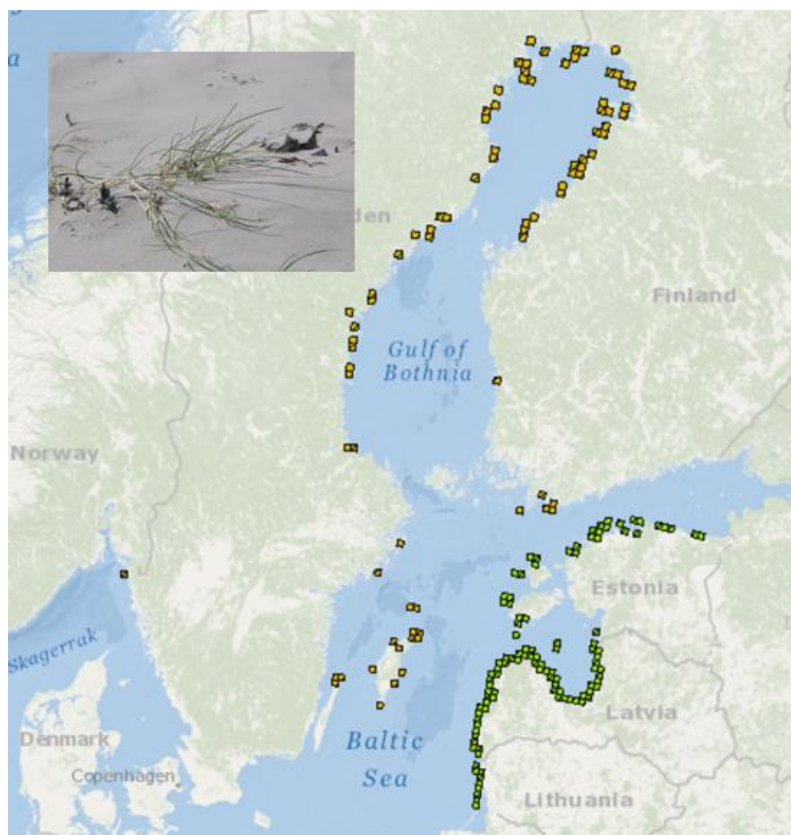 a
den
Finland
Gulf of
Bothnia
Norway
Estonia
Skagerrak
Latvia
Denmark
Baltic
Copenhagen
Sea
Lithuania